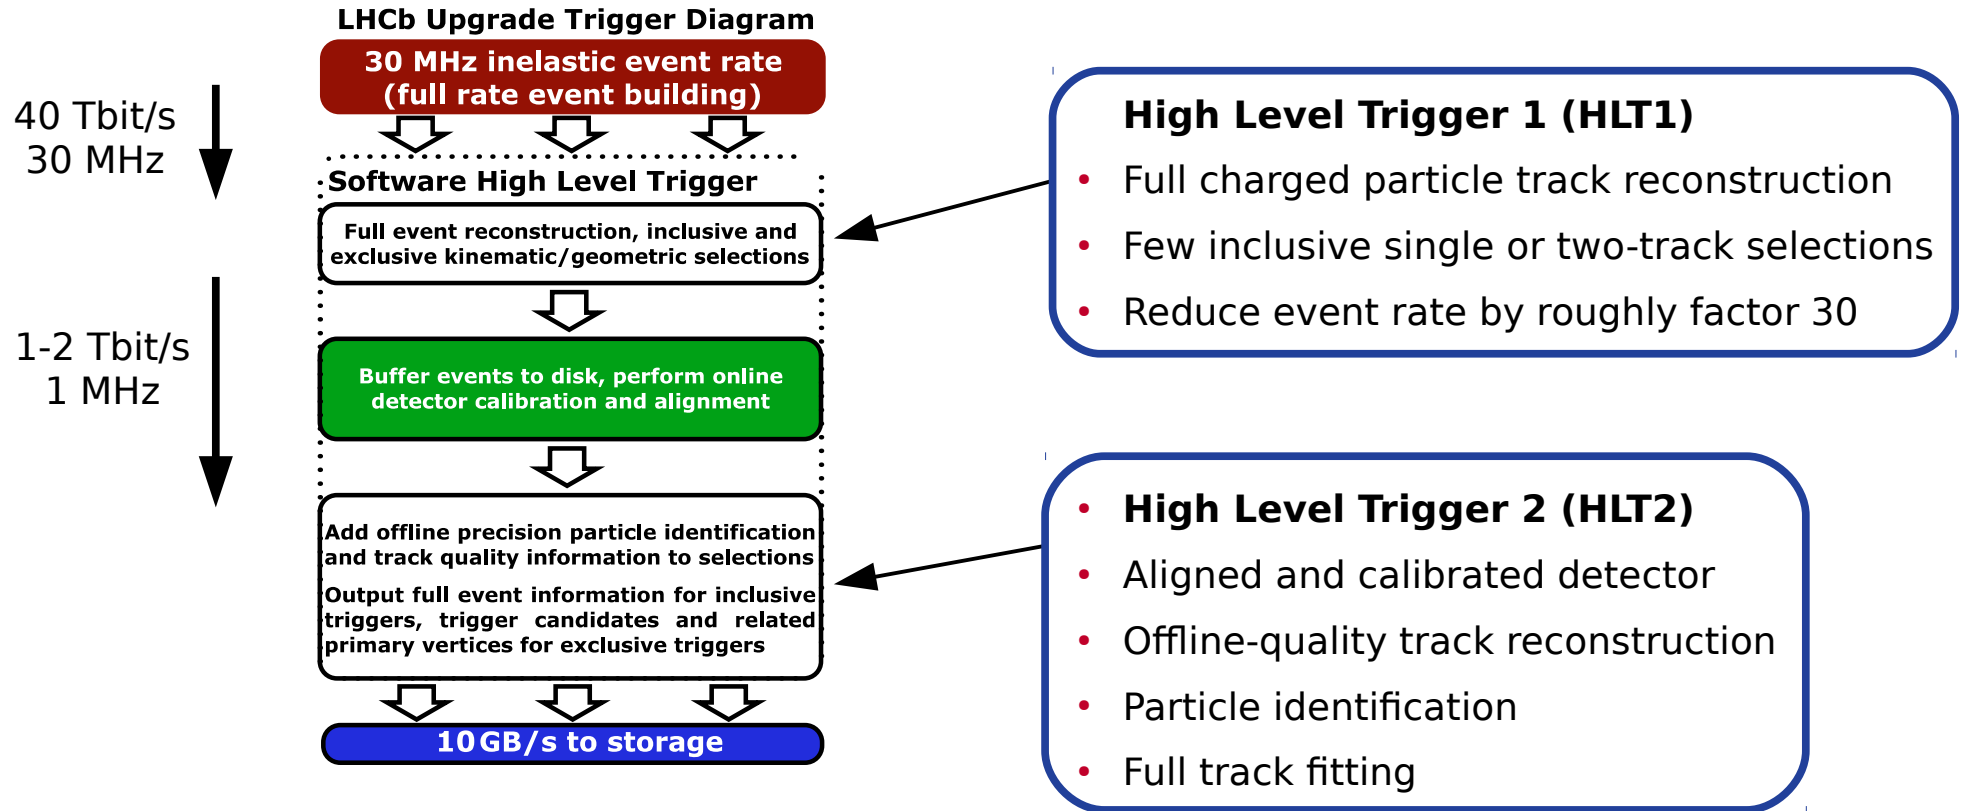 LHCb Upgrade Trigger Diagram
30 MHz inelastic event rate
(full rate event building)
40 Tbit/s
30 MHz
Software High Level Trigger
Full event reconstruction, inclusive and
exclusive kinematic/geometric selections
1-2 Tbit/s
1 MHz
Buffer events to disk, perform online
detector calibration and alignment
Add offline precision particle identification
and track quality information to selections
Output full event information for inclusive
triggers, trigger candidates and related
primary vertices for exclusive triggers
10 GB/s to storage
High Level Trigger 1 (HLT1)
• Full charged particle track reconstruction
• Few inclusive single or two-track selections
• Reduce event rate by roughly factor 30
• High Level Trigger 2 (HLT2)
• Aligned and calibrated detector
• Offline-quality track reconstruction
• Particle identification
• Full track fitting